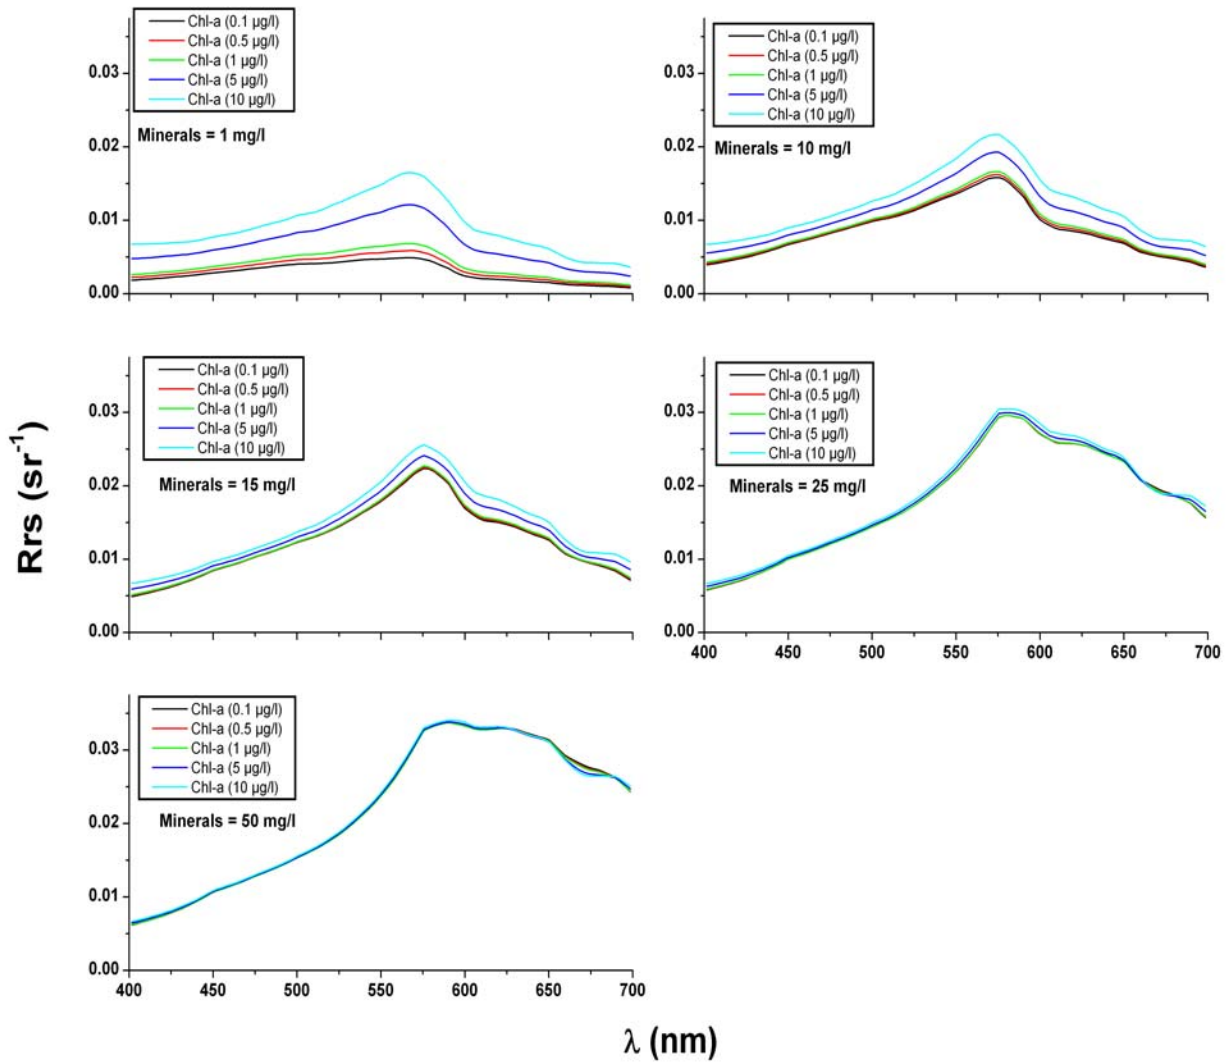 Chl-a (0.1 µg/l)
Chl-a (0.5 µg/l)
Chl-a (1 µg/l)
Chl-a (5 µg/l)
Chl-a (10 µg/l)
Minerals = 1 mg/l
0.03
0.02
0.01
0.00
Chl-a (0.1 µg/l)
Chl-a (0.5 µg/l)
Chl-a (1 µg/l)
Chl-a (5 µg/l)
Chl-a (10 µg/l)
Minerals = 10 mg/l
0.03
0.02
0.01
0.00
Rrs (sr⁻¹)
Chl-a (0.1 µg/l)
Chl-a (0.5 µg/l)
Chl-a (1 µg/l)
Chl-a (5 µg/l)
Chl-a (10 µg/l)
Minerals = 15 mg/l
0.03
0.02
0.01
0.00
Chl-a (0.1 µg/l)
Chl-a (0.5 µg/l)
Chl-a (1 µg/l)
Chl-a (5 µg/l)
Chl-a (10 µg/l)
Minerals = 25 mg/l
0.03
0.02
0.01
0.00
400 450 500 550 600 650 700
Chl-a (0.1 µg/l)
Chl-a (0.5 µg/l)
Chl-a (1 µg/l)
Chl-a (5 µg/l)
Chl-a (10 µg/l)
Minerals = 50 mg/l
0.03
0.02
0.01
0.00
400 450 500 550 600 650 700
λ (nm)